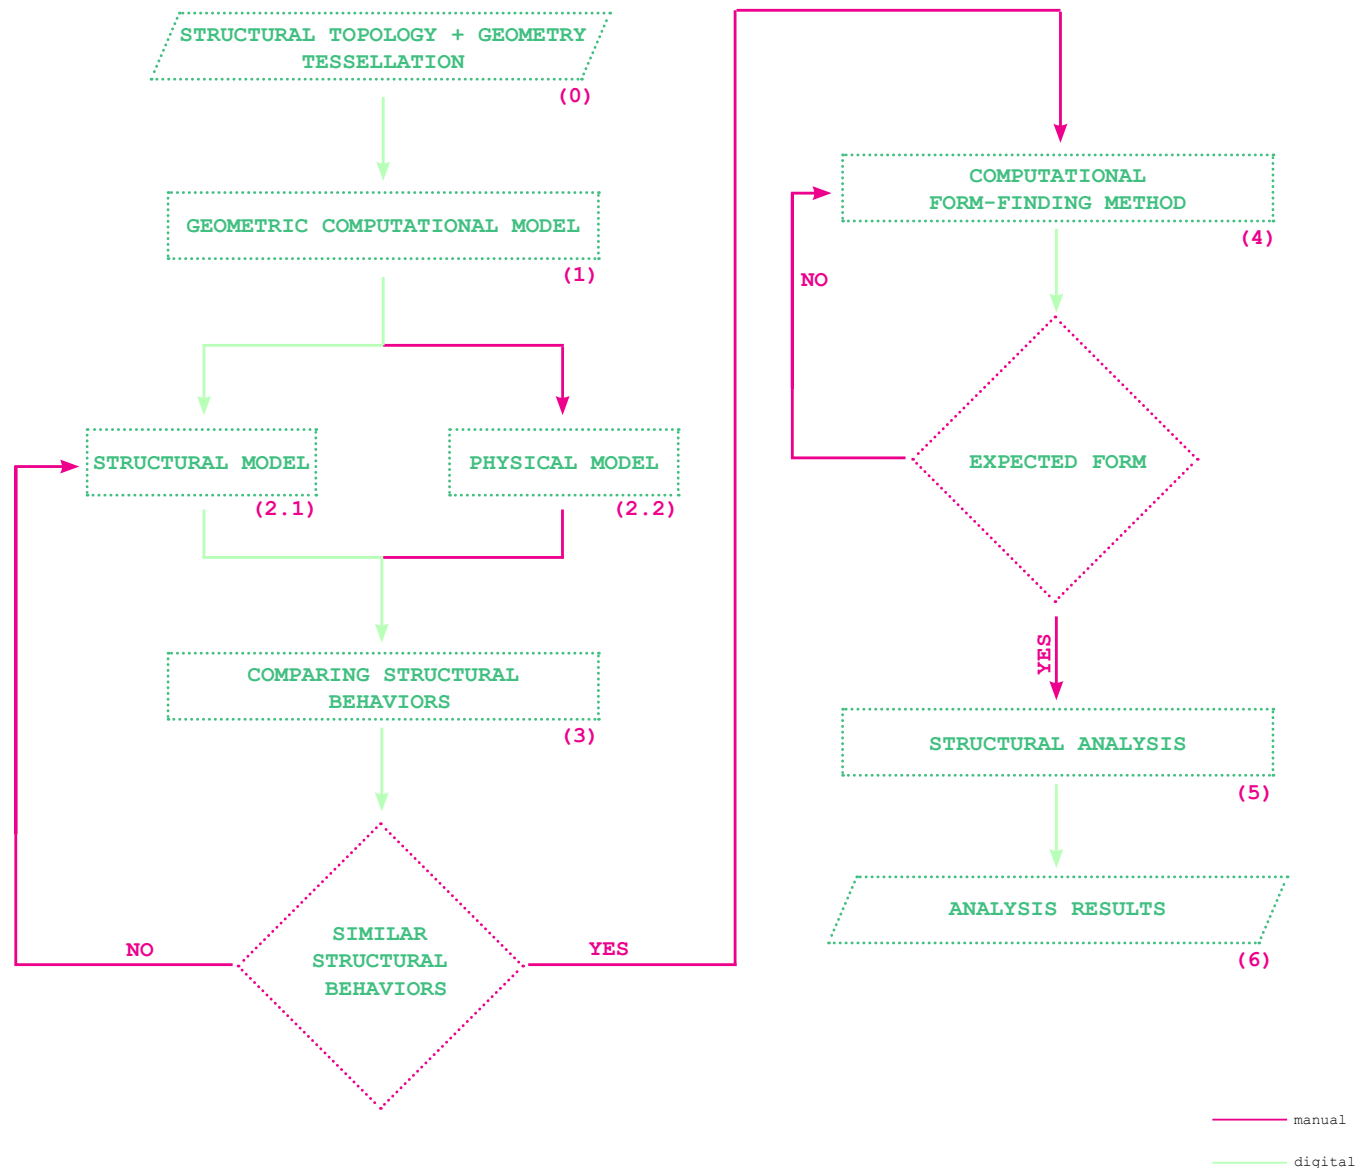 STRUCTURAL TOPOLOGY + GEOMETRY
TESSELLATION
(0)
GEOMETRIC COMPUTATIONAL MODEL
(1)
STRUCTURAL MODEL
(2.1)
PHYSICAL MODEL
(2.2)
COMPARING STRUCTURAL
BEHAVIORS
(3)
SIMILAR
STRUCTURAL
BEHAVIORS
NO
YES
COMPUTATIONAL
FORM-FINDING METHOD
(4)
NO
EXPECTED FORM
YES
STRUCTURAL ANALYSIS
(5)
ANALYSIS RESULTS
(6)
manual
digital